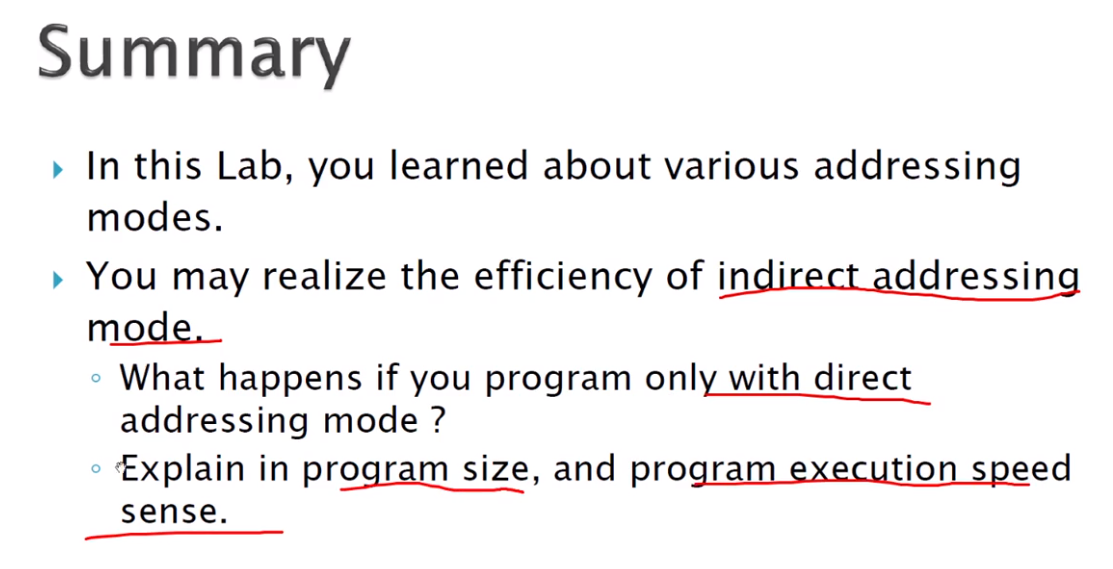 Summary
In this Lab, you learned about various addressing
modes.
You may realize the efficiency of indirect addressing
mode.
What happens if you program only with direct
addressing mode ?
Explain in program size, and program execution speed
sense.